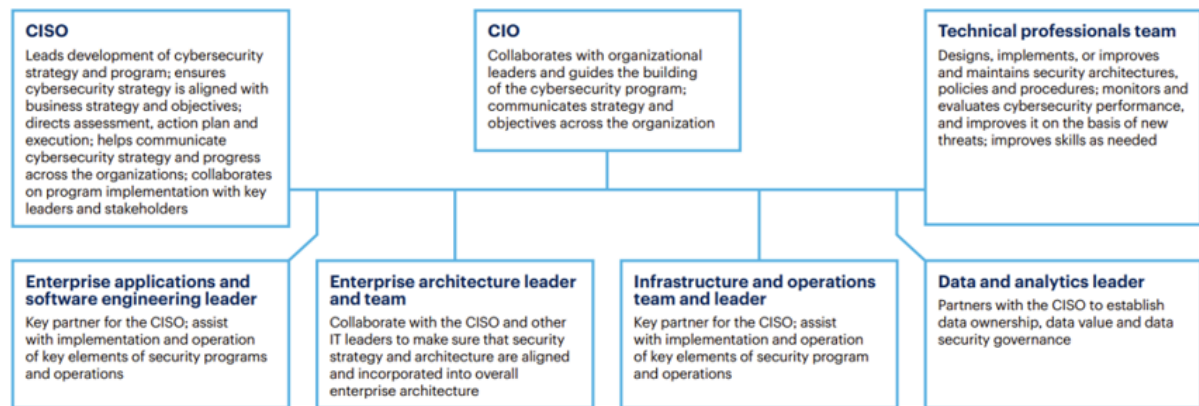 CISO
Leads development of cybersecurity
strategy and program; ensures
cybersecurity strategy is aligned with
business strategy and objectives;
directs assessment, action plan and
execution; helps communicate
cybersecurity strategy and progress
across the organizations; collaborates
on program implementation with key
leaders and stakeholders
CIO
Collaborates with organizational
leaders and guides the building
of the cybersecurity program;
communicates strategy and
objectives across the organization
Technical professionals team
Designs, implements, or improves
and maintains security architectures,
policies and procedures; monitors and
evaluates cybersecurity performance,
and improves it on the basis of new
threats; improves skills as needed
Enterprise applications and
software engineering leader
Key partner for the CISO; assist
with implementation and operation
of key elements of security programs
and operations
Enterprise architecture leader
and team
Collaborate with the CISO and other
IT leaders to make sure that security
strategy and architecture are aligned
and incorporated into overall
enterprise architecture
Infrastructure and operations
team and leader
Key partner for the CISO; assist
with implementation and operation
of key elements of security program
and operations
Data and analytics leader
Partners with the CISO to establish
data ownership, data value and data
security governance